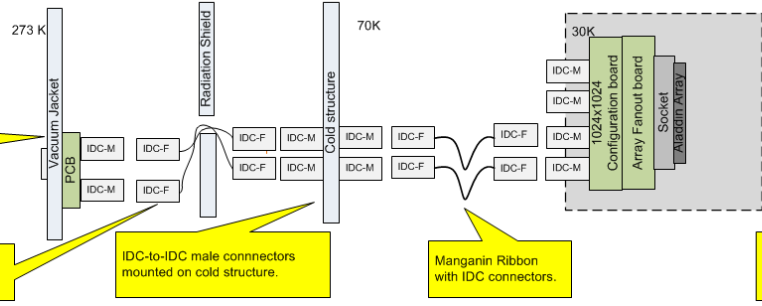 273 K
Radiation Shield
70K
30K
Vacuum Jacket
PCB
Cold structure
IDC-M
IDC-M
IDC-F
IDC-F
IDC-F
IDC-F
IDC-M
IDC-M
IDC-M
IDC-M
IDC-F
IDC-F
IDC-F
IDC-F
IDC-M
IDC-M
IDC-M
IDC-M
1024x1024
Configuration board
Array Fanout board
Socket
Aladdin Array
IDC-to-IDC male connnectors
mounted on cold structure.
Manganin Ribbon
with IDC connectors.